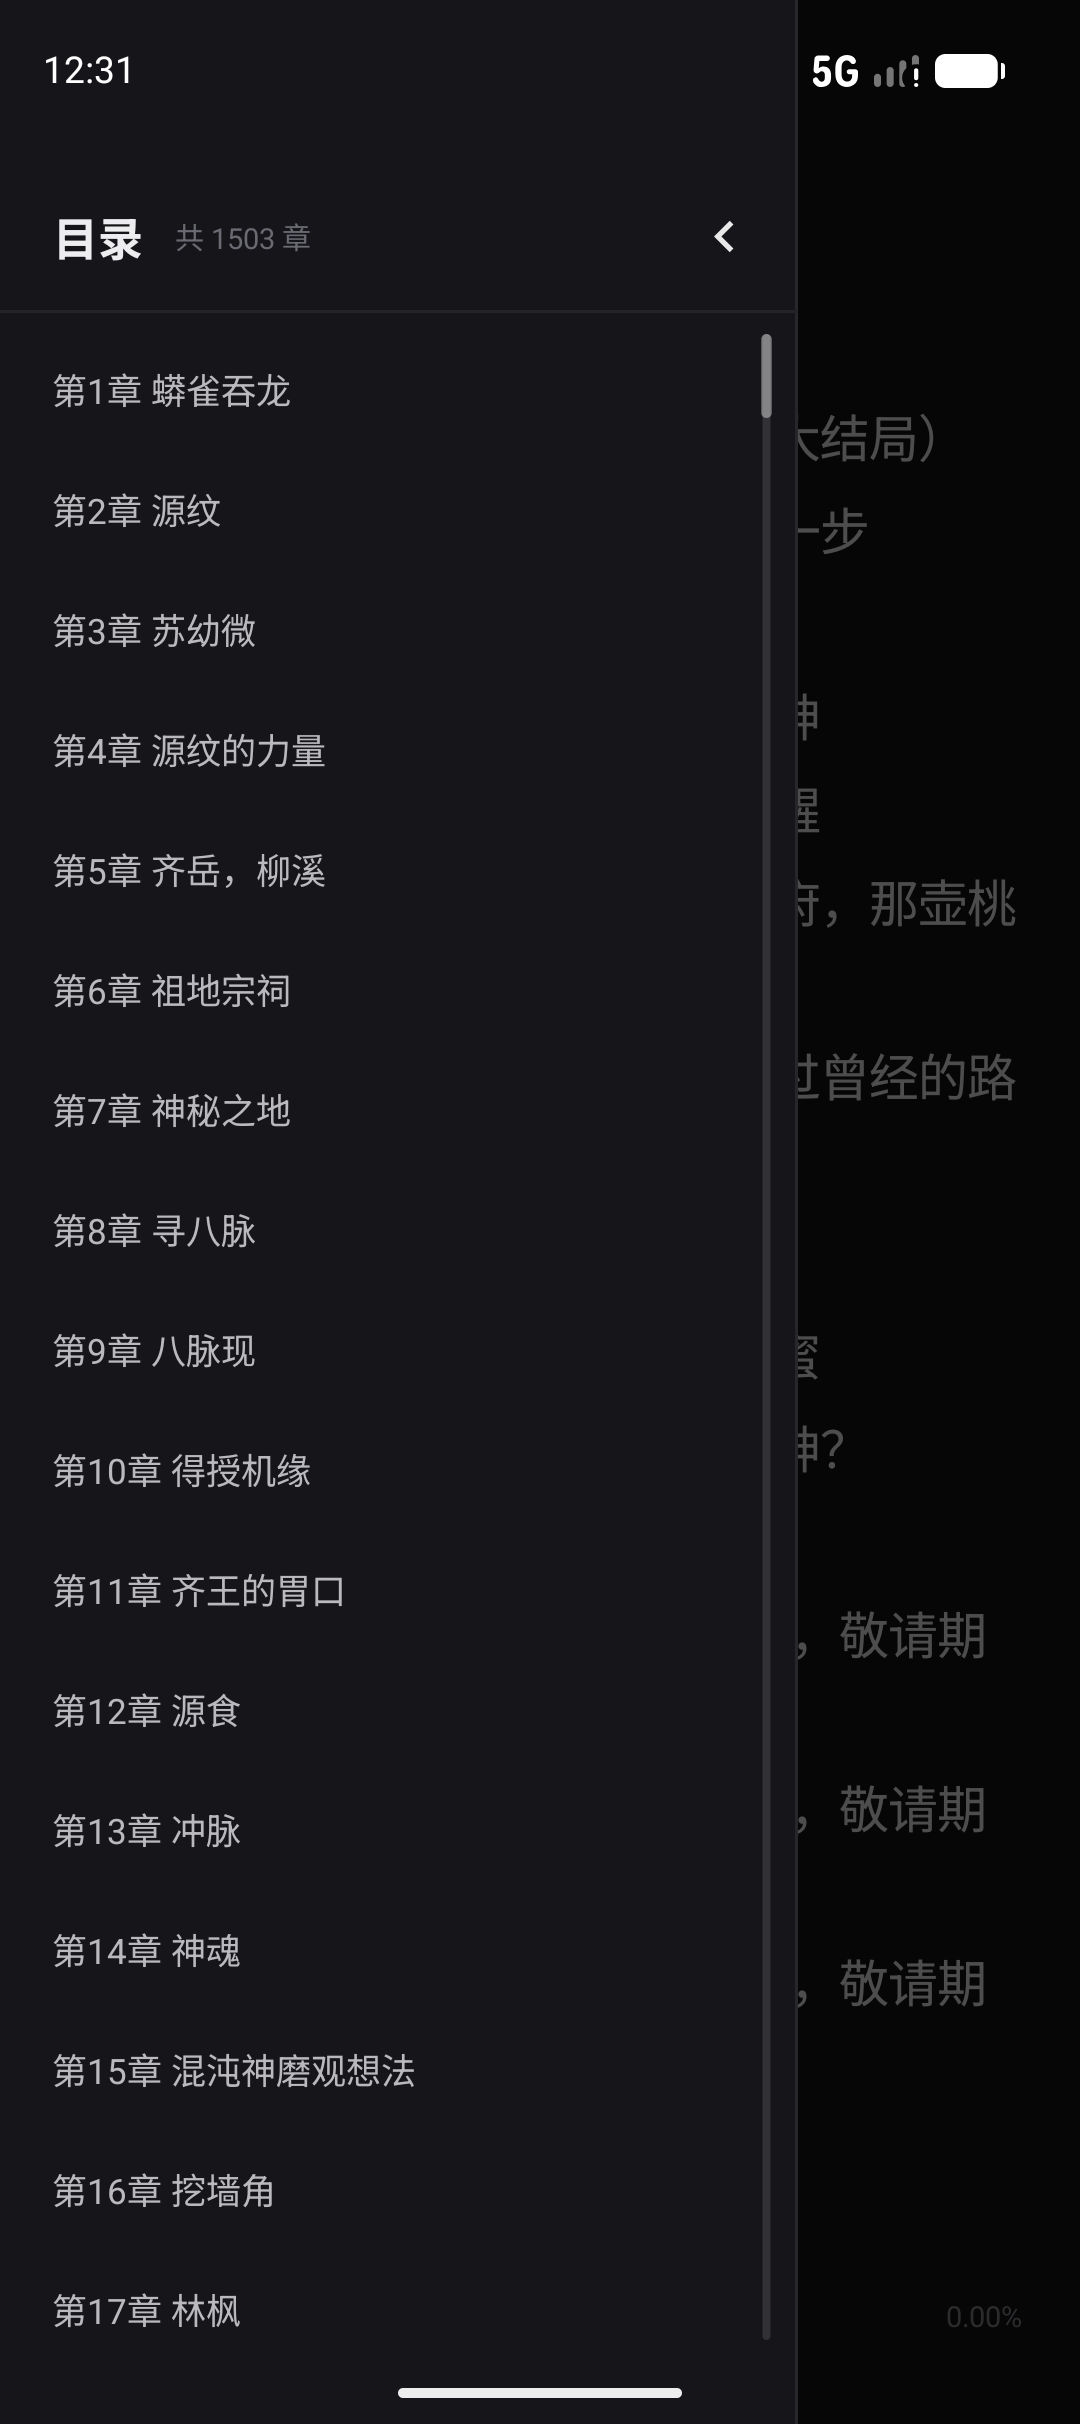 12:31
5G
目录 共 1503 章
第1章 蟒雀吞龙
第2章 源纹
第3章 苏幼微
第4章 源纹的力量
第5章 齐岳，柳溪
第6章 祖地宗祠
第7章 神秘之地
第8章 寻八脉
第9章 八脉现
第10章 得授机缘
第11章 齐王的胃口
第12章 源食
第13章 冲脉
第14章 神魂
第15章 混沌神磨观想法
第16章 挖墙角
第17章 林枫
结局）
步
，那壶桃
曾经的路
？
，敬请期
，敬请期
，敬请期
0.00%